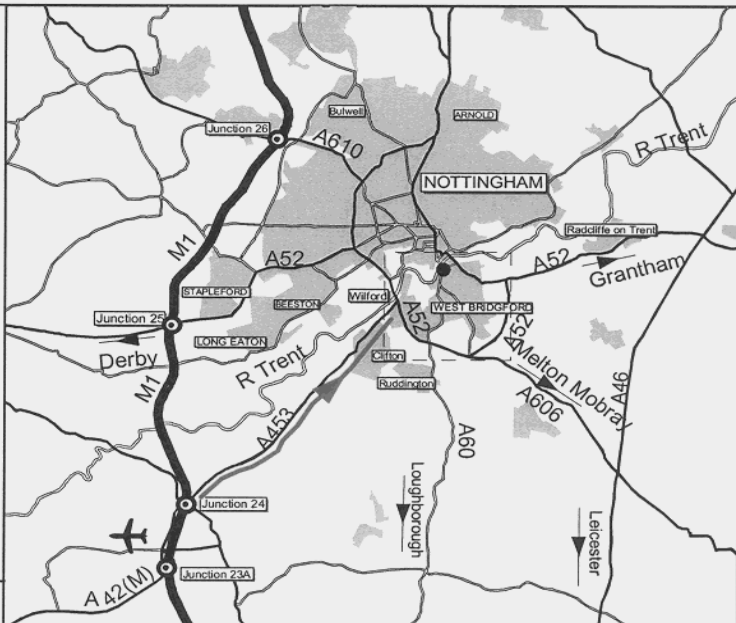 Bulwell
ARNOLD
Junction 26
A610
R Trent
NOTTINGHAM
M1
Radcliffe on Trent
A52
A52
Grantham
STAPLEFORD
BEESTON
Wilford
A52
WEST BRIDGFORD
A52
Junction 25
LONG EATON
Derby
R Trent
Clifton
Ruddington
Melton Mobray
M1
A46
A606
A453
A60
Junction 24
Loughborough
Leicester
Junction 23A
A 42(M)